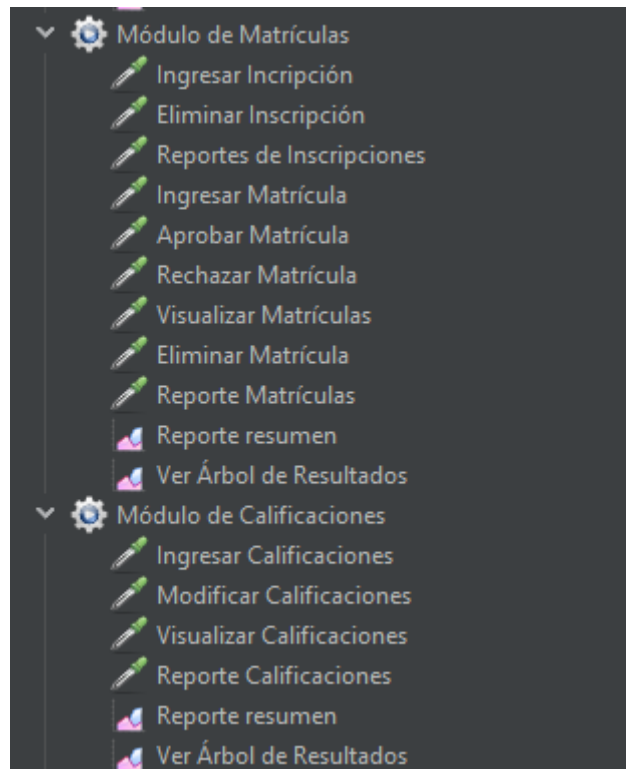 Módulo de Matrículas
Ingresar Incripción
Eliminar Inscripción
Reportes de Inscripciones
Ingresar Matrícula
Aprobar Matrícula
Rechazar Matrícula
Visualizar Matrículas
Eliminar Matrícula
Reporte Matrículas
Reporte resumen
Ver Árbol de Resultados
Módulo de Calificaciones
Ingresar Calificaciones
Modificar Calificaciones
Visualizar Calificaciones
Reporte Calificaciones
Reporte resumen
Ver Árbol de Resultados